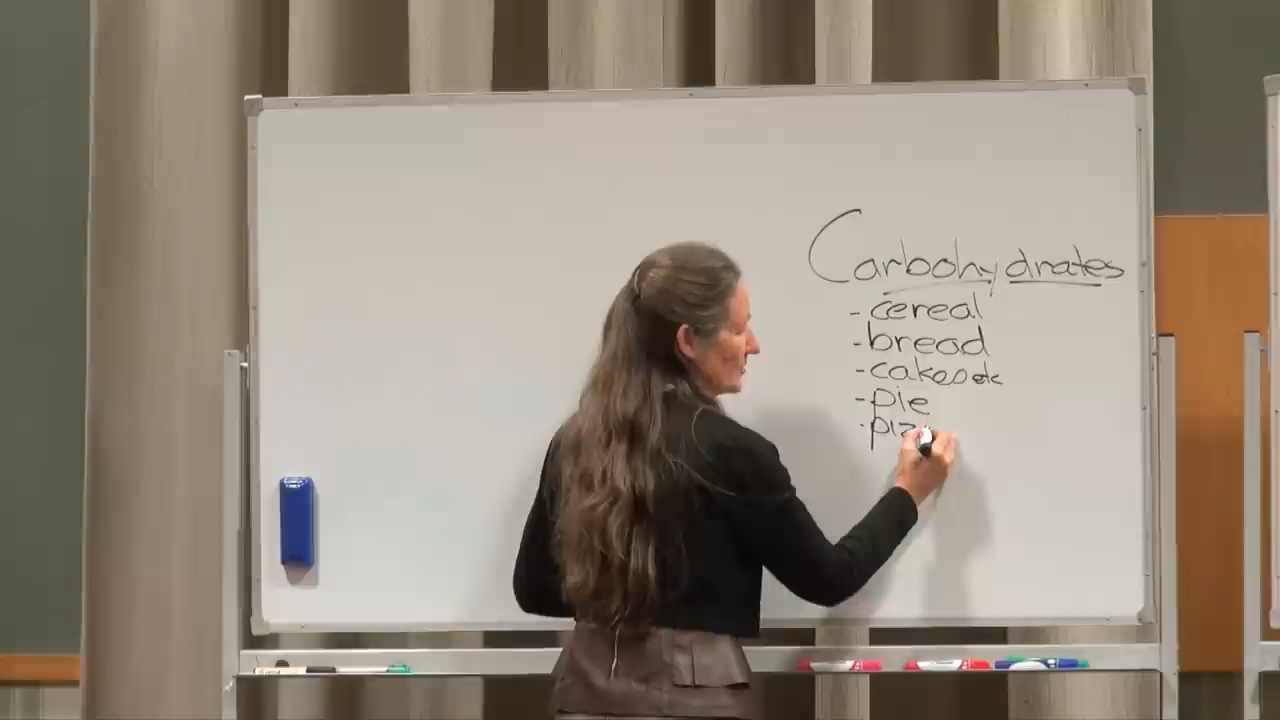 Carbohydrates
- cereal
- bread
- cakes etc
- pie